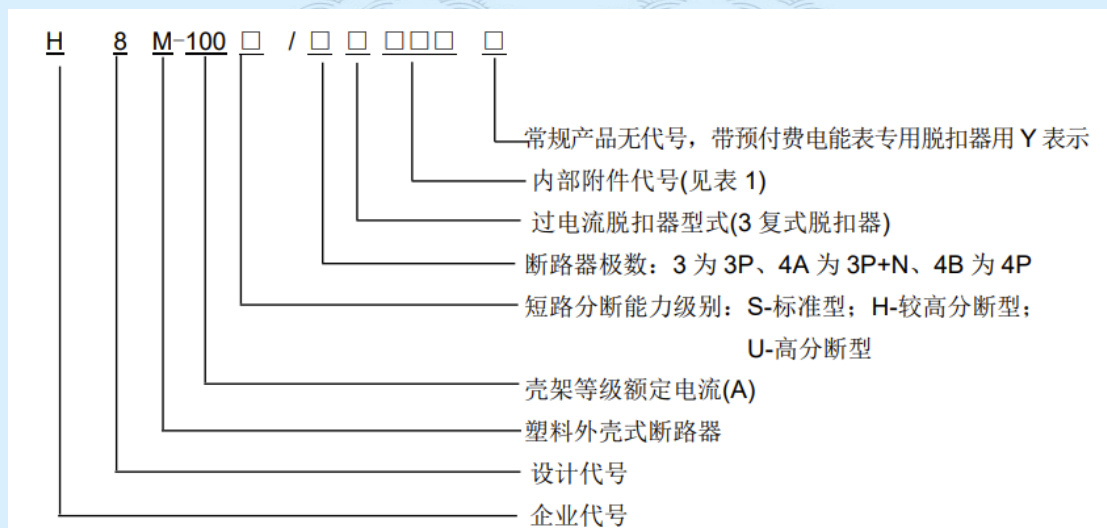 H 8 M-100 □ / □ □ □□□ □
常规产品无代号，带预付费电能表专用脱扣器用 Y 表示
内部附件代号(见表 1)
过电流脱扣器型式(3 复式脱扣器)
断路器极数：3 为 3P、4A 为 3P+N、4B 为 4P
短路分断能力级别：S-标准型；H-较高分断型；
U-高分断型
壳架等级额定电流(A)
塑料外壳式断路器
设计代号
企业代号